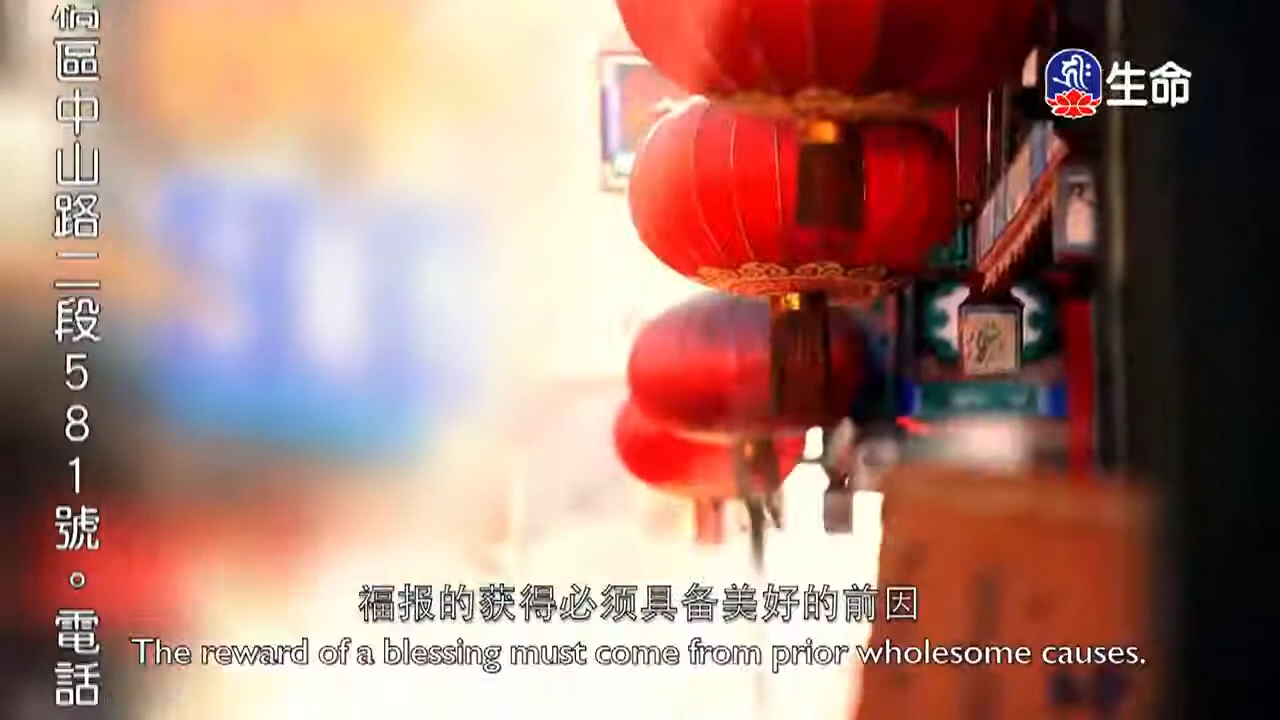 區中山路二段581號。電話
生命
福报的获得必须具备美好的前因
The reward of a blessing must come from prior wholesome causes.